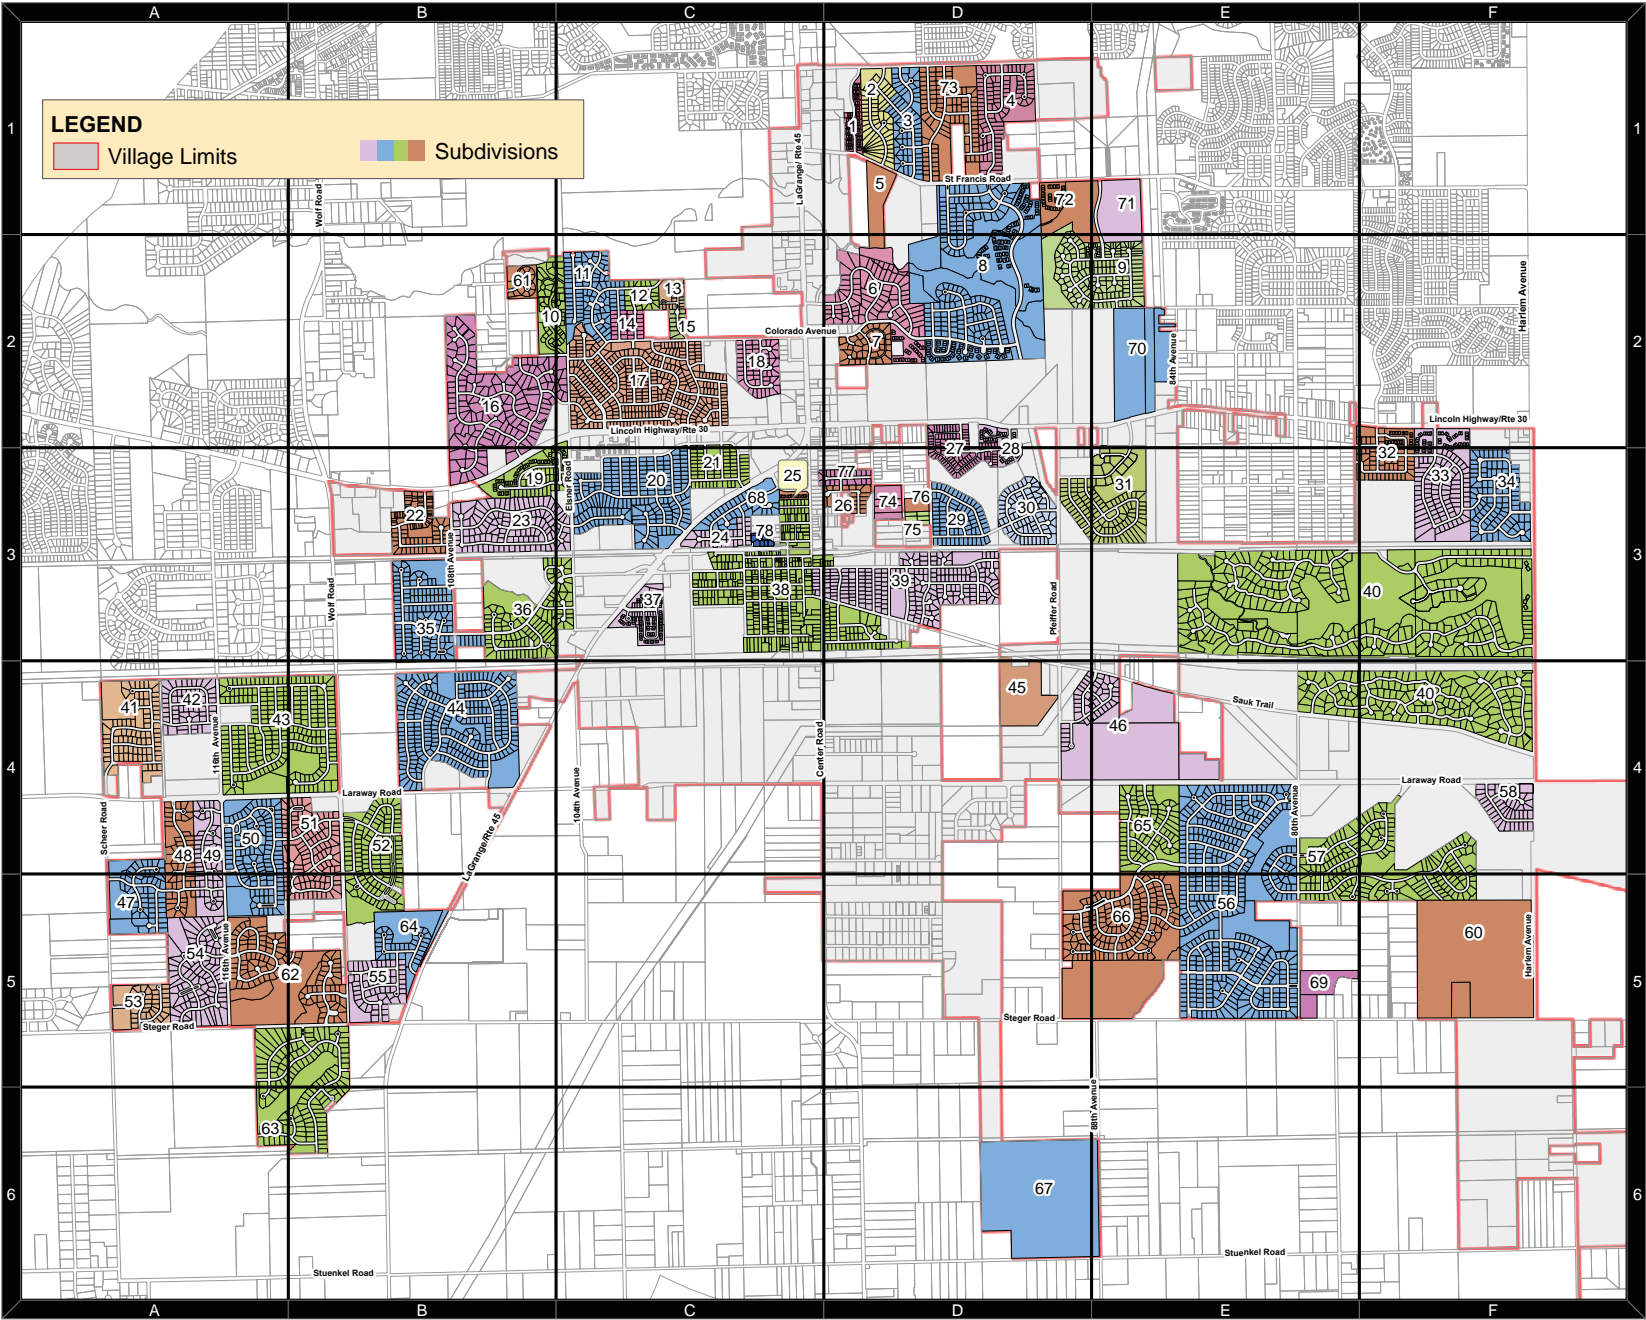 A B C D E F
1
LEGEND
Village Limits
Subdivisions
Wolf Road
LaGrange/ Rte 45
1
2
3
73
4
5
St Francis Road
72
71
1
61
10
11
12
13
14
15
6
7
8
9
Colorado Avenue
70
84th Avenue
Harlem Avenue
2
16
17
18
2
Lincoln Highway/Rte 30
Lincoln Highway/Rte 30
19
Elsner Road
20
21
68
25
77
26
74
76
75
27
28
29
30
31
32
33
34
22
23
24
78
108th Avenue
3
Wolf Road
35
36
37
38
39
Pfeiffer Road
40
3
41
42
43
116th Avenue
44
45
46
Sauk Trail
40
4
Center Road
104th Avenue
Laraway Road
Laraway Road
4
Scheer Road
LaGrange/Rte 45
48
49
50
51
52
65
80th Avenue
57
58
47
54
116th Avenue
62
64
55
53
66
56
69
60
Harlem Avenue
5
5
Steger Road
Steger Road
63
88th Avenue
67
6
6
Stuenkel Road
Stuenkel Road
A B C D E F